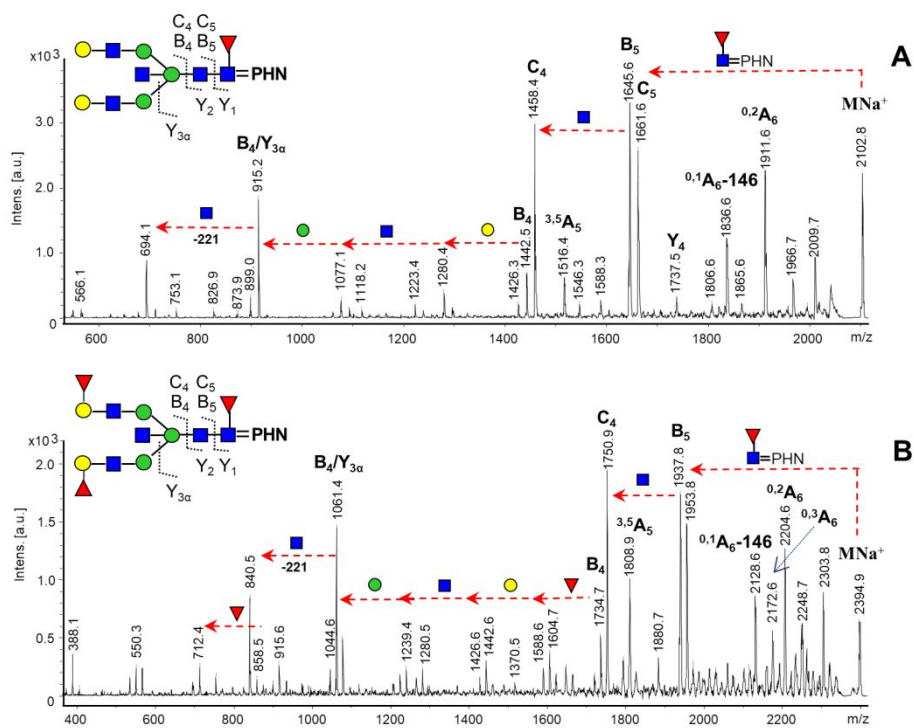 A
C4 C5
B4 B5
=PHN
Y2 Y1
Y3α
x10³
Intens. [a.u.]
3.0
2.0
1.0
0
B4/Y3α
-221
566.1
694.1
753.1
826.9
873.9
899.0
915.2
1077.1
1118.2
1223.4
1280.4
1426.3
B4
1442.5
C4
1458.4
3,5A5
1516.4
1546.3
1588.3
B5
1645.6
C5
1661.6
Y4
1737.5
1806.6
0,1A6-146
1836.6
1865.6
0,2A6
1911.6
1966.7
2009.7
MNa+
2102.8
=PHN
600 800 1000 1200 1400 1600 1800 2000 m/z
B
C4 C5
B4 B5
=PHN
Y2 Y1
Y3α
x10³
Intens. [a.u.]
2.0
1.5
1.0
0.5
0
B4/Y3α
-221
388.1
550.3
712.4
840.5
858.5
915.6
1044.6
1061.4
1239.4
1280.5
1426.6
1442.6
1370.5
1588.6
1604.7
B4
1734.7
C4
1750.9
3,5A5
1808.9
1880.7
B5
1937.8
1953.8
0,1A6-146
2128.6
0,3A6
2172.6
0,2A6
2204.6
2248.7
2303.8
MNa+
2394.9
=PHN
400 600 800 1000 1200 1400 1600 1800 2000 2200 m/z